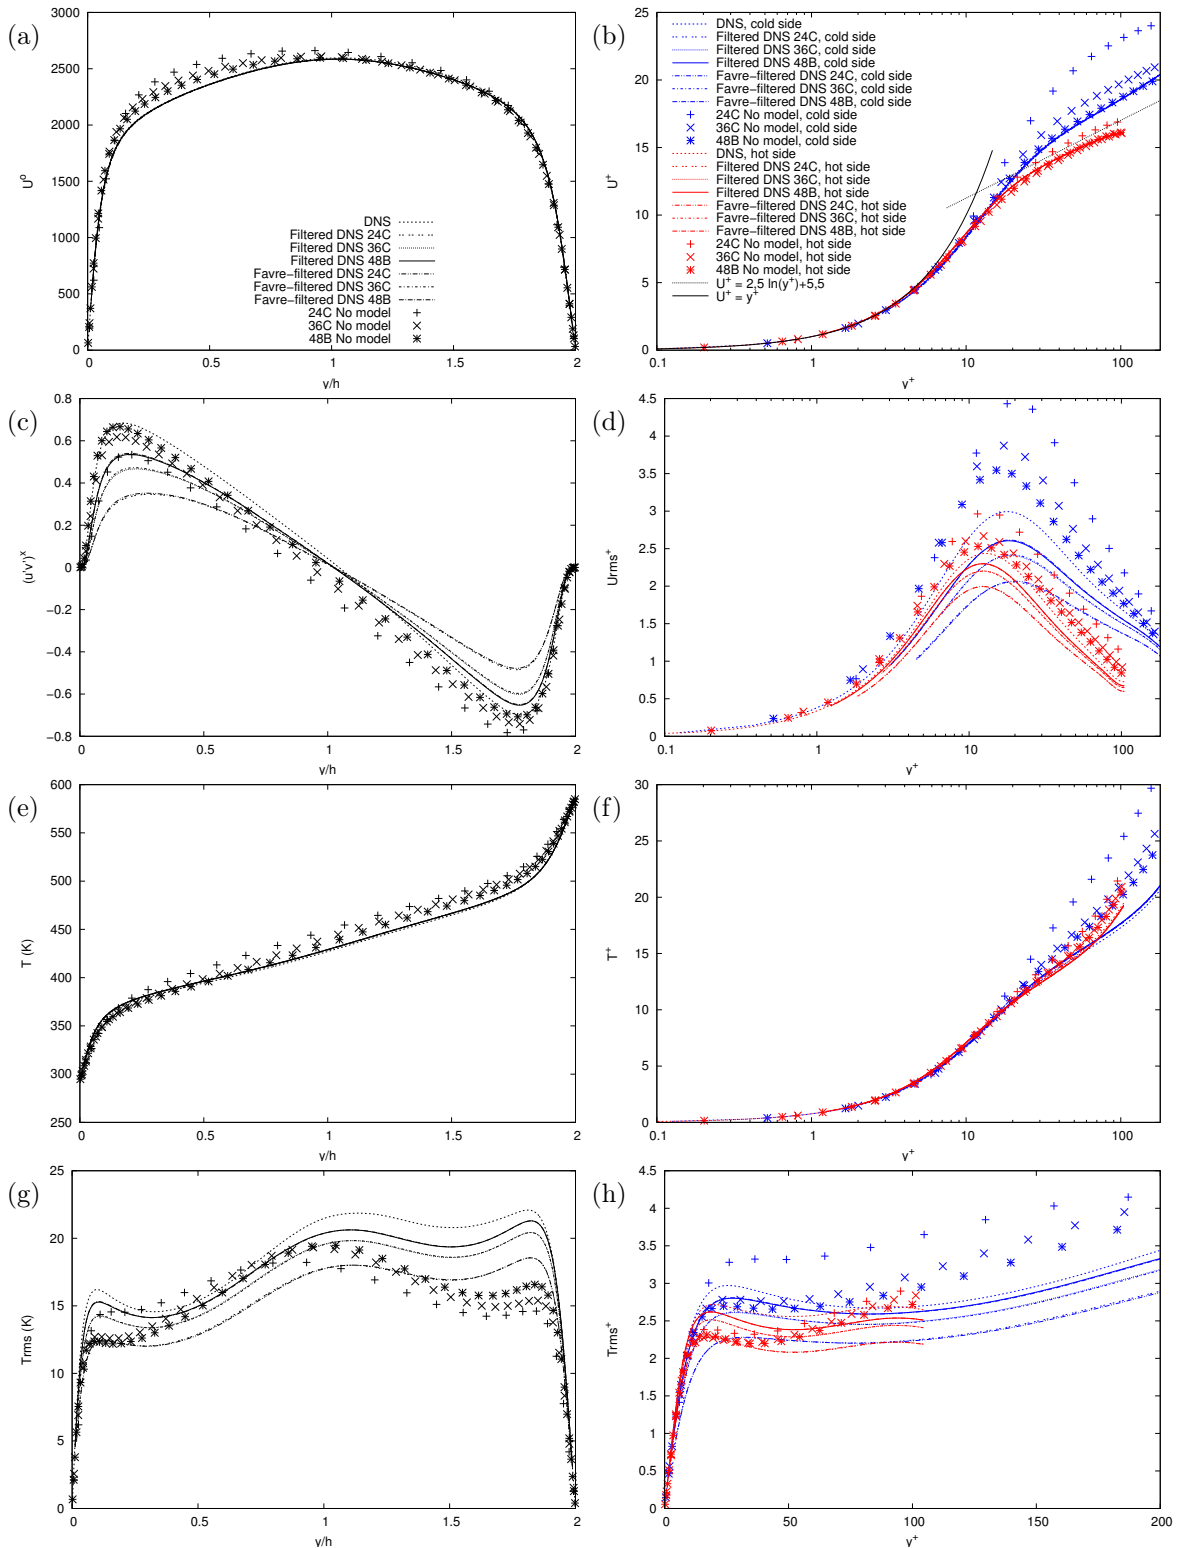 (a)
3000
2500
2000
1500
1000
500
0
U⁰
DNS
Filtered DNS 24C
Filtered DNS 36C
Filtered DNS 48B
Favre−filtered DNS 24C
Favre−filtered DNS 36C
Favre−filtered DNS 48B
24C No model
36C No model
48B No model
0 0.5 1 1.5 2
y/h
(b)
25
20
15
10
5
0
U⁺
DNS, cold side
Filtered DNS 24C, cold side
Filtered DNS 36C, cold side
Filtered DNS 48B, cold side
Favre−filtered DNS 24C, cold side
Favre−filtered DNS 36C, cold side
Favre−filtered DNS 48B, cold side
24C No model, cold side
36C No model, cold side
48B No model, cold side
DNS, hot side
Filtered DNS 24C, hot side
Filtered DNS 36C, hot side
Filtered DNS 48B, hot side
Favre−filtered DNS 24C, hot side
Favre−filtered DNS 36C, hot side
Favre−filtered DNS 48B, hot side
24C No model, hot side
36C No model, hot side
48B No model, hot side
U⁺ = 2,5 ln(y⁺)+5,5
U⁺ = y⁺
0.1 1 10 100
y⁺
(c)
0.8
0.6
0.4
0.2
0
−0.2
−0.4
−0.6
−0.8
(u'v')ˣ
0 0.5 1 1.5 2
y/h
(d)
4.5
4
3.5
3
2.5
2
1.5
1
0.5
0
Urms⁺
0.1 1 10 100
y⁺
(e)
600
550
500
450
400
350
300
250
T (K)
0 0.5 1 1.5 2
y/h
(f)
30
25
20
15
10
5
0
T⁺
0.1 1 10 100
y⁺
(g)
25
20
15
10
5
0
Trms (K)
0 0.5 1 1.5 2
y/h
(h)
4.5
4
3.5
3
2.5
2
1.5
1
0.5
0
Trms⁺
0 50 100 150 200
y⁺